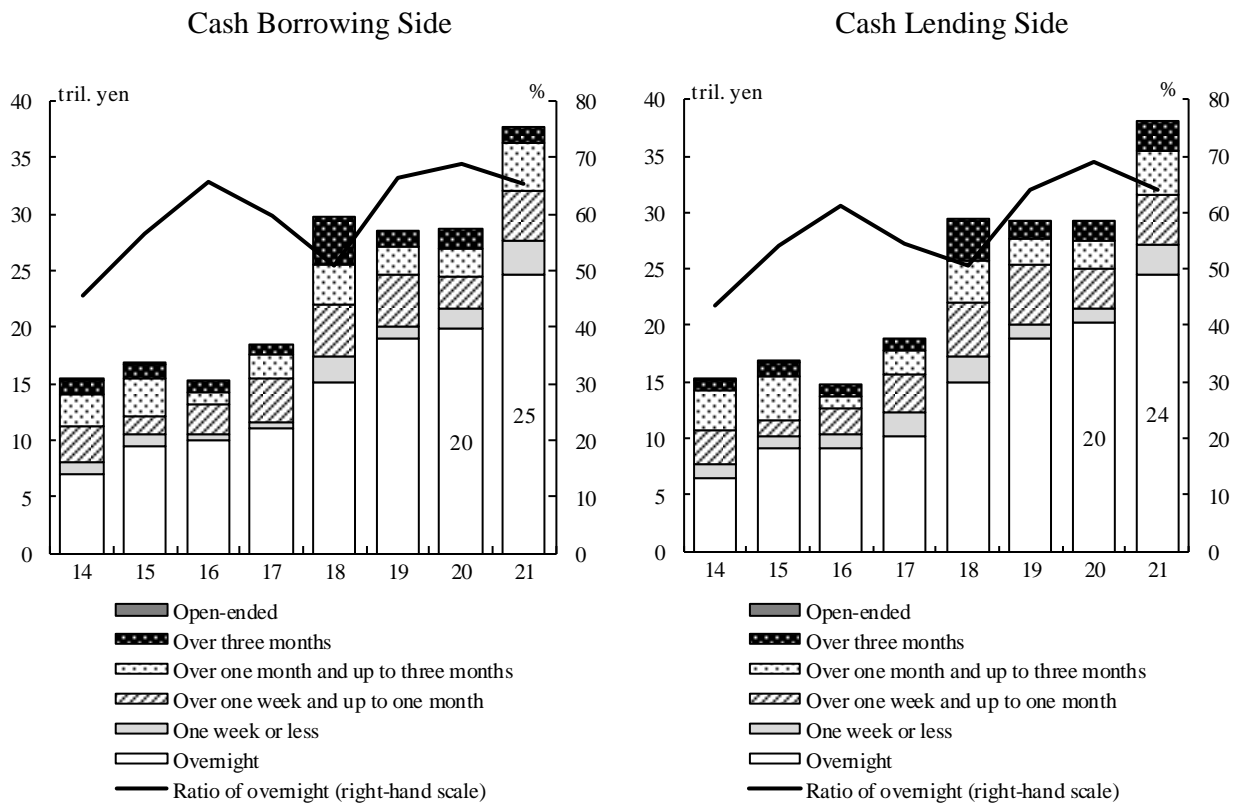 Cash Borrowing Side
tril. yen
%
40
35
30
25
20
15
10
5
0
80
70
60
50
40
30
20
10
0
20
25
14 15 16 17 18 19 20 21
Open-ended
Over three months
Over one month and up to three months
Over one week and up to one month
One week or less
Overnight
Ratio of overnight (right-hand scale)
Cash Lending Side
tril. yen
%
40
35
30
25
20
15
10
5
0
80
70
60
50
40
30
20
10
0
20
24
14 15 16 17 18 19 20 21
Open-ended
Over three months
Over one month and up to three months
Over one week and up to one month
One week or less
Overnight
Ratio of overnight (right-hand scale)